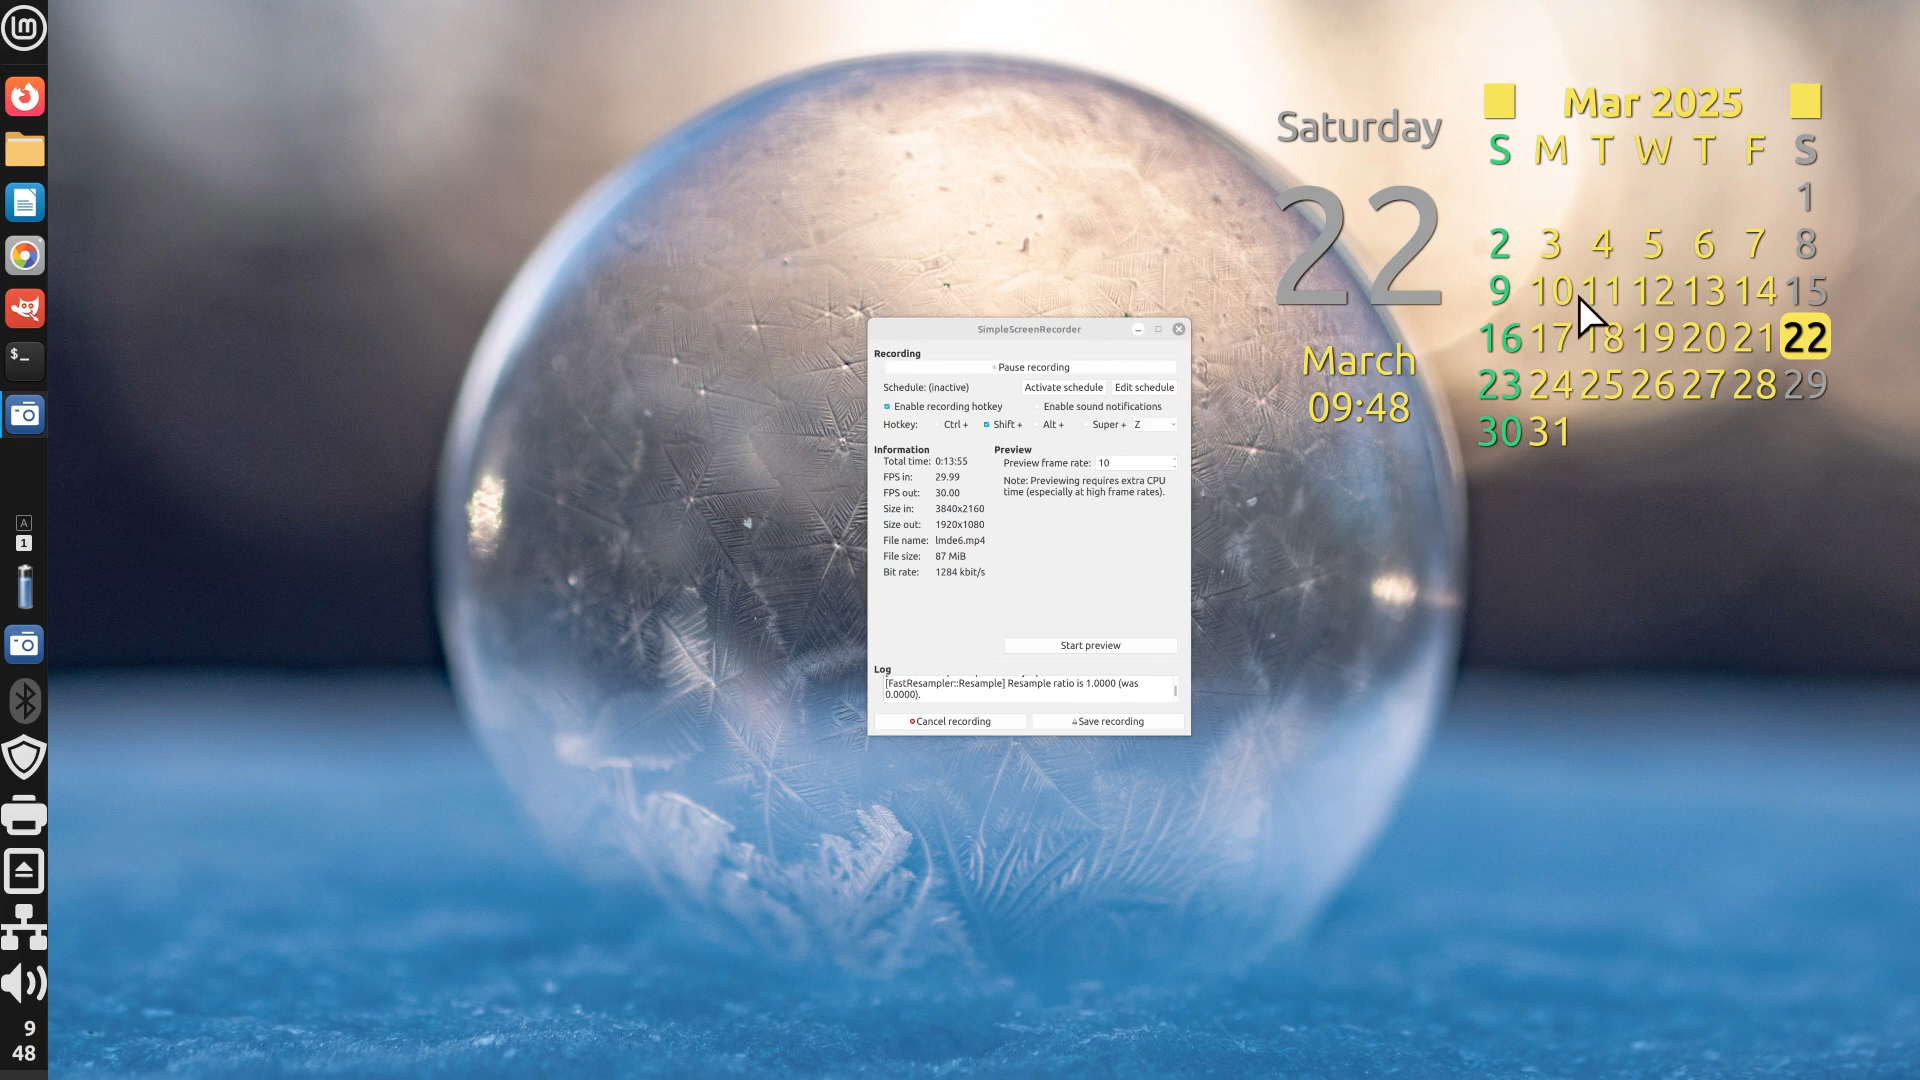 Saturday
22
March
09:48
Mar 2025
S M T W T F S
1
2 3 4 5 6 7 8
9 10 11 12 13 14 15
16 17 18 19 20 21 22
23 24 25 26 27 28 29
30 31
SimpleScreenRecorder
Recording
Pause recording
Schedule: (inactive) Activate schedule Edit schedule
Enable recording hotkey Enable sound notifications
Hotkey: Ctrl + Shift + Alt + Super + Z
Information
Total time: 0:13:55
FPS in: 29.99
FPS out: 30.00
Size in: 3840x2160
Size out: 1920x1080
File name: lmde6.mp4
File size: 87 MiB
Bit rate: 1284 kbit/s
Preview
Preview frame rate: 10
Note: Previewing requires extra CPU
time (especially at high frame rates).
Start preview
Log
[FastResampler::Resample] Resample ratio is 1.0000 (was
0.0000).
Cancel recording Save recording
lm
$_
A
1
9
48